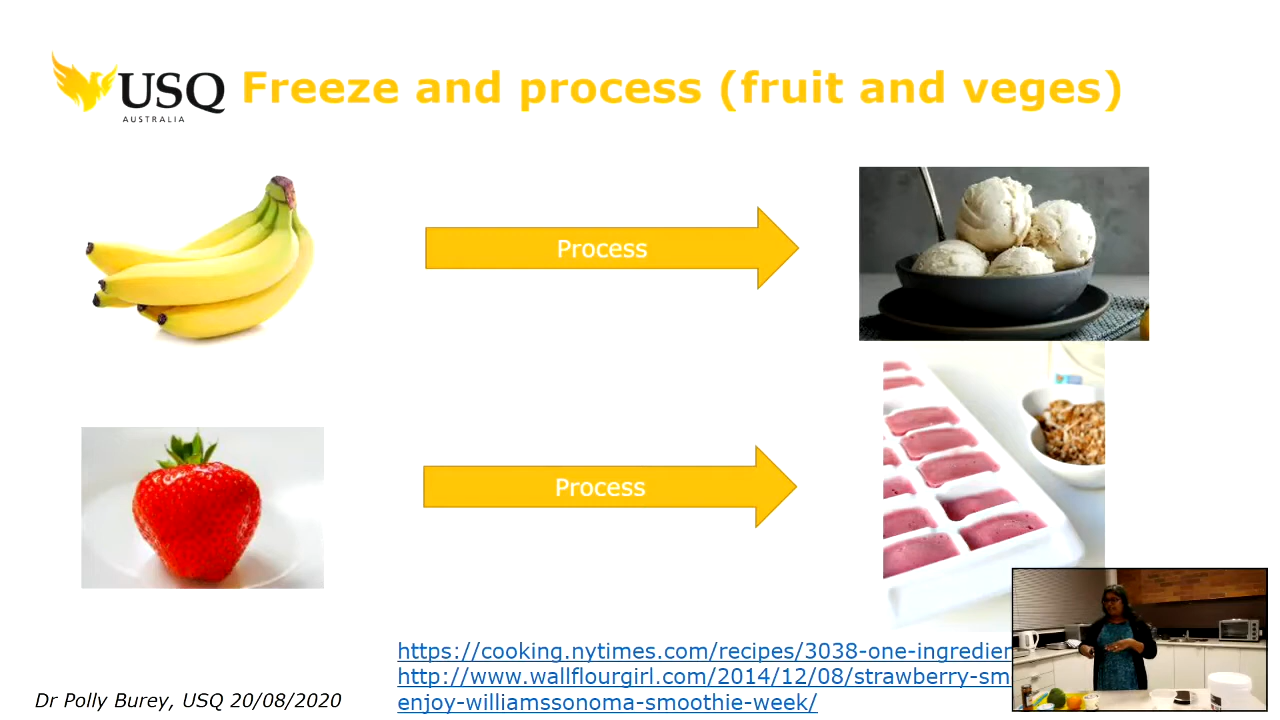 USQ
AUSTRALIA
Freeze and process (fruit and veges)
Process
Process
https://cooking.nytimes.com/recipes/3038-one-ingredien
http://www.wallflourgirl.com/2014/12/08/strawberry-sm
enjoy-williamssonoma-smoothie-week/
Dr Polly Burey, USQ 20/08/2020